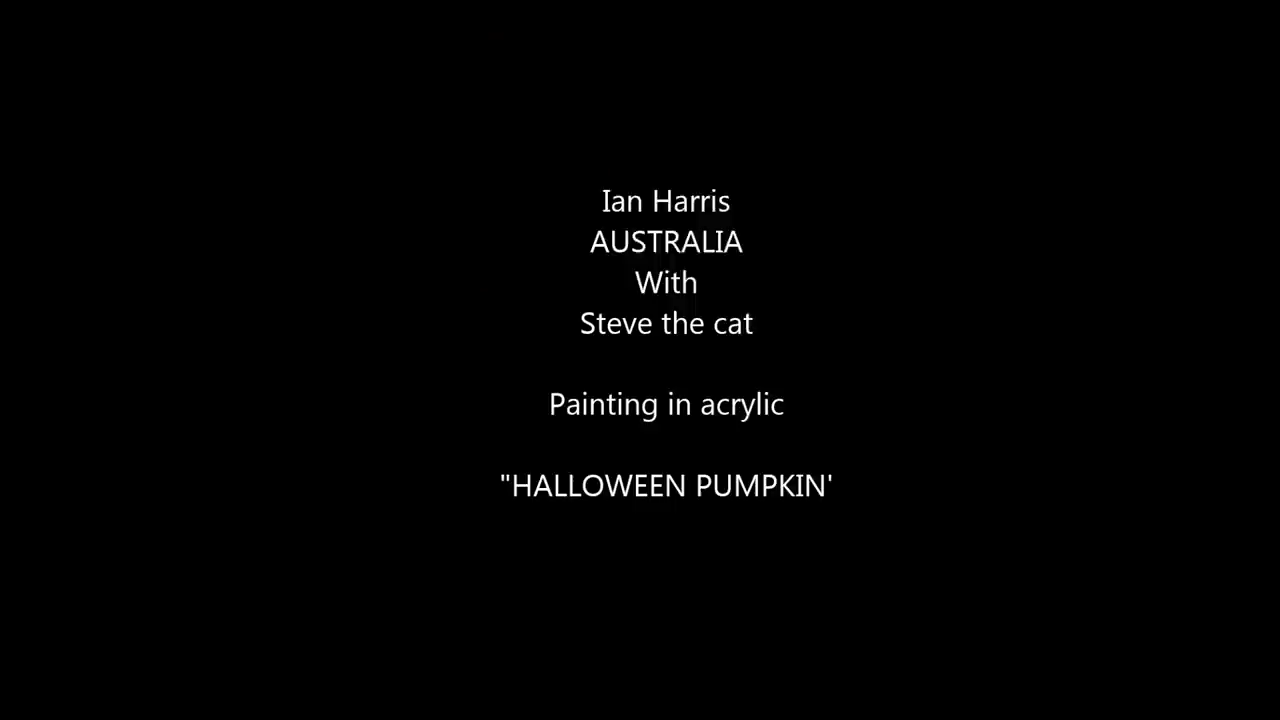 Ian Harris
AUSTRALIA
With
Steve the cat
Painting in acrylic
"HALLOWEEN PUMPKIN'